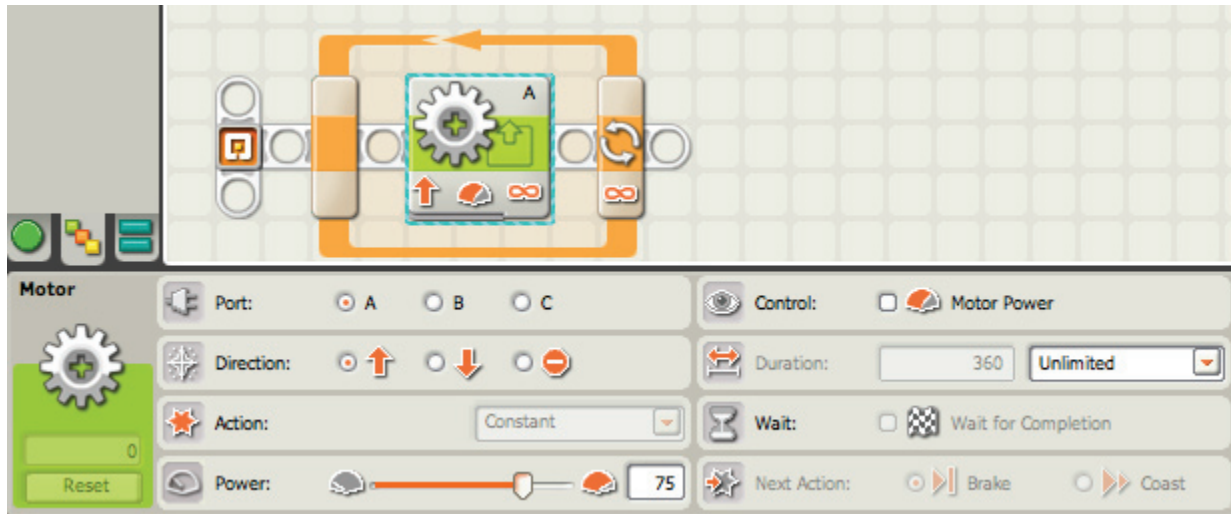 A
Motor
Port: A B C
Control: Motor Power
Direction:
Duration: 360 Unlimited
Action: Constant
Wait: Wait for Completion
0
Reset
Power: 75
Next Action: Brake Coast